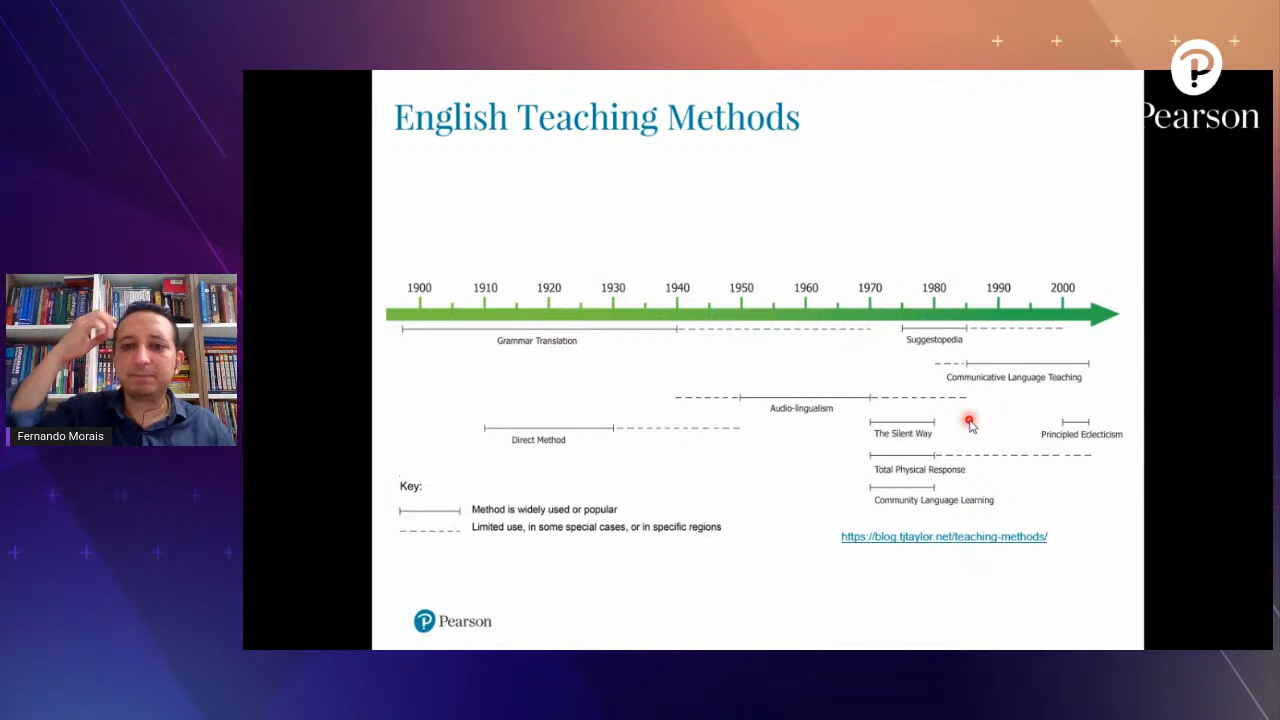 English Teaching Methods
Pearson
1900 1910 1920 1930 1940 1950 1960 1970 1980 1990 2000
Grammar Translation
Suggestopedia
Communicative Language Teaching
Audio-lingualism
The Silent Way
Principled Eclecticism
Direct Method
Total Physical Response
Community Language Learning
Key:
Method is widely used or popular
Limited use, in some special cases, or in specific regions
https://blog.tjtaylor.net/teaching-methods/
Pearson
Fernando Morais